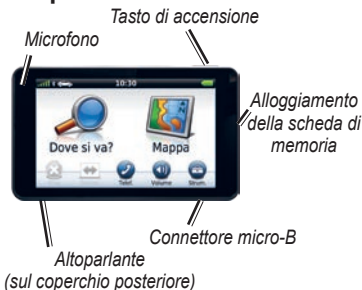 Tasto di accensione
Microfono
10:30
Dove si va?
Mappa
Telef.
Volume
Strum.
Alloggiamento
della scheda di
memoria
Connettore micro-B
Altoparlante
(sul coperchio posteriore)